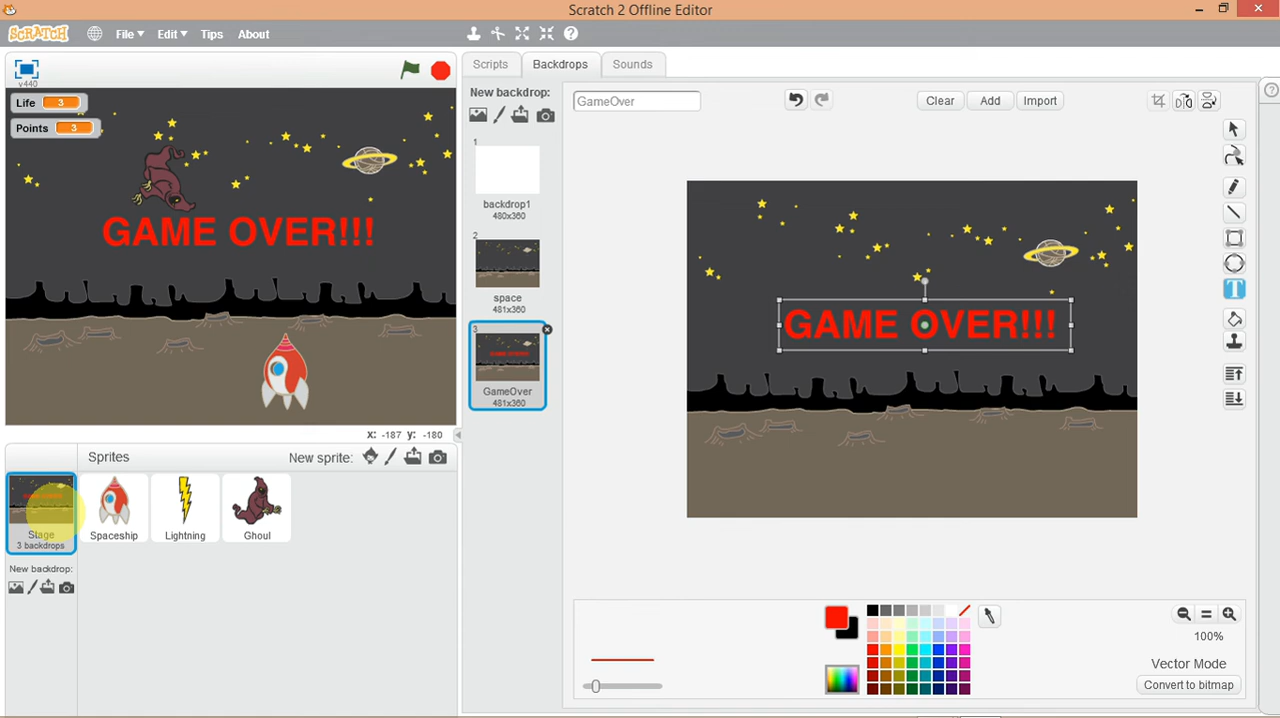 Scratch 2 Offline Editor
SCRATCH File Edit Tips About
v440
Life 3
Points 3
GAME OVER!!!
x: -187 y: -180
Sprites New sprite:
Stage
3 backdrops
New backdrop:
Spaceship
Lightning
Ghoul
Scripts Backdrops Sounds
New backdrop:
1
backdrop1
480x360
2
space
481x360
3
GAME OVER!!!
GameOver
481x360
GameOver
Clear Add Import
T
GAME OVER!!!
100%
Vector Mode
Convert to bitmap